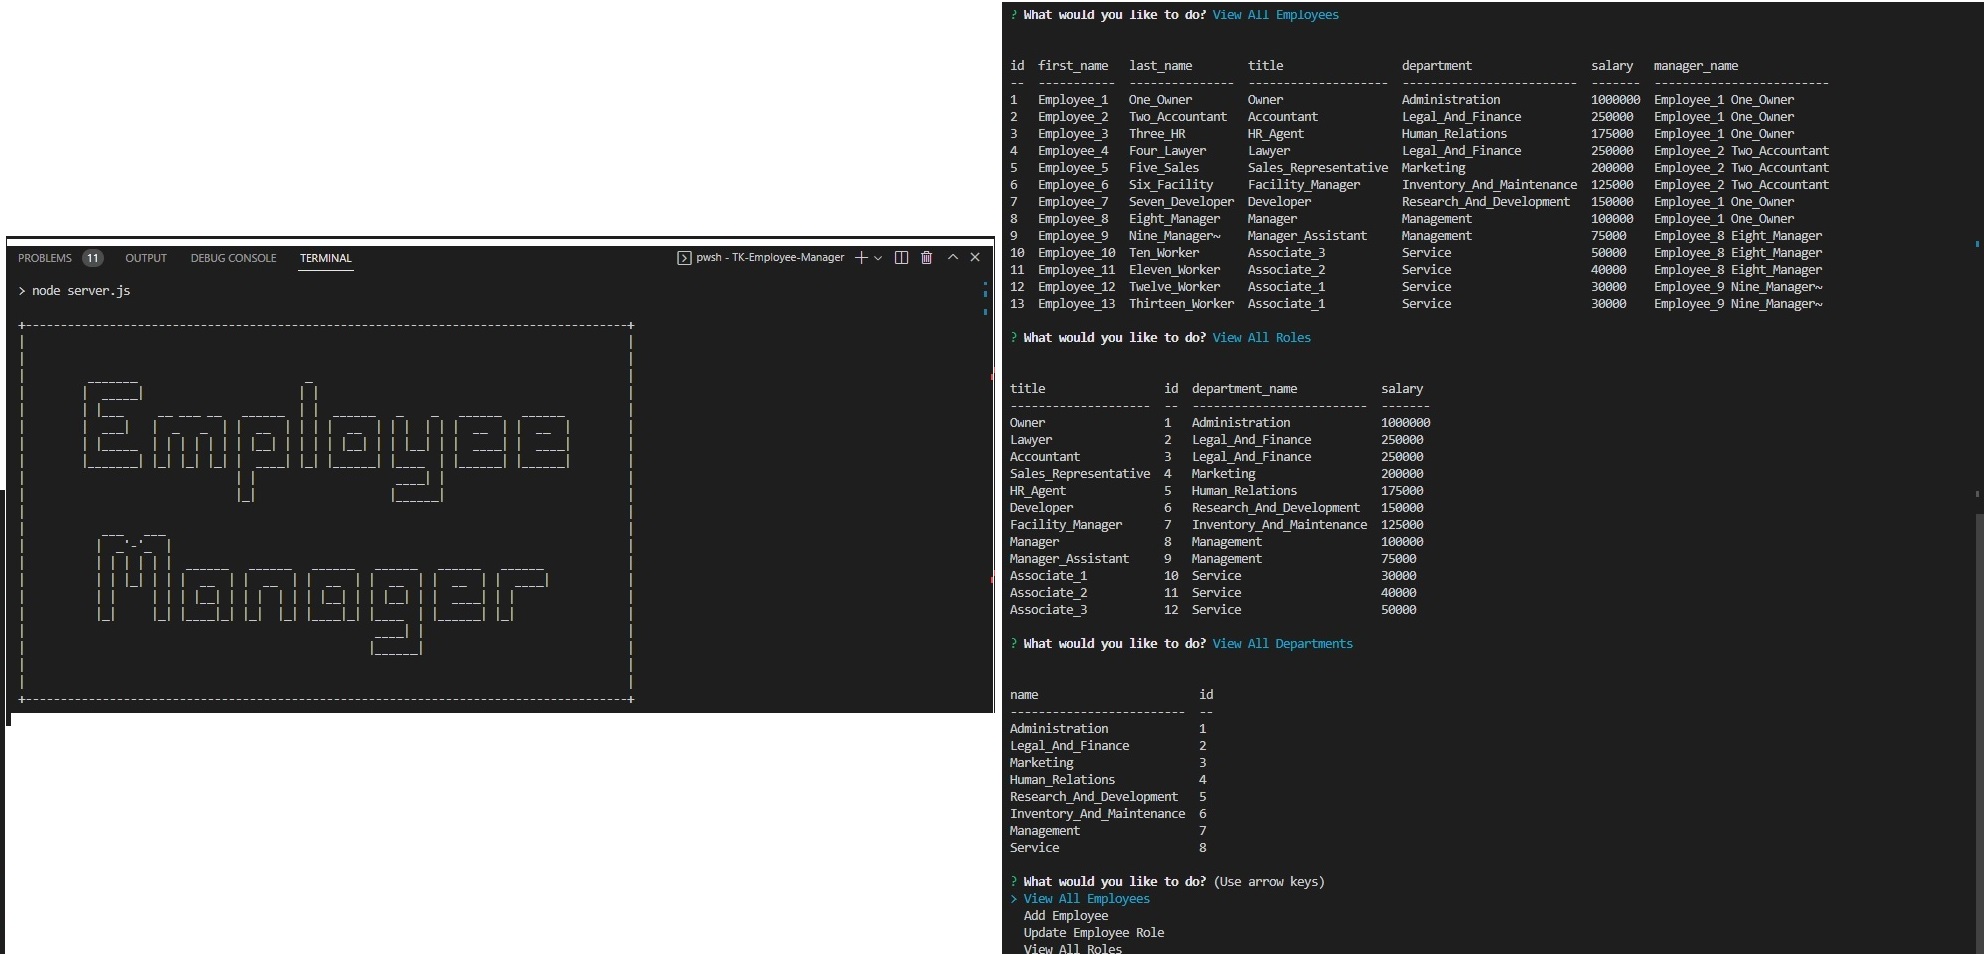 PROBLEMS 11 OUTPUT DEBUG CONSOLE TERMINAL
pwsh - TK-Employee-Manager
> node server.js
Employee
Manager
? What would you like to do? View All Employees
id first_name last_name title department salary manager_name
1 Employee_1 One_Owner Owner Administration 1000000 Employee_1 One_Owner
2 Employee_2 Two_Accountant Accountant Legal_And_Finance 250000 Employee_1 One_Owner
3 Employee_3 Three_HR HR_Agent Human_Relations 175000 Employee_1 One_Owner
4 Employee_4 Four_Lawyer Lawyer Legal_And_Finance 250000 Employee_2 Two_Accountant
5 Employee_5 Five_Sales Sales_Representative Marketing 200000 Employee_2 Two_Accountant
6 Employee_6 Six_Facility Facility_Manager Inventory_And_Maintenance 125000 Employee_2 Two_Accountant
7 Employee_7 Seven_Developer Developer Research_And_Development 150000 Employee_1 One_Owner
8 Employee_8 Eight_Manager Manager Management 100000 Employee_1 One_Owner
9 Employee_9 Nine_Manager~ Manager_Assistant Management 75000 Employee_8 Eight_Manager
10 Employee_10 Ten_Worker Associate_3 Service 50000 Employee_8 Eight_Manager
11 Employee_11 Eleven_Worker Associate_2 Service 40000 Employee_8 Eight_Manager
12 Employee_12 Twelve_Worker Associate_1 Service 30000 Employee_9 Nine_Manager~
13 Employee_13 Thirteen_Worker Associate_1 Service 30000 Employee_9 Nine_Manager~
? What would you like to do? View All Roles
title id department_name salary
Owner 1 Administration 1000000
Lawyer 2 Legal_And_Finance 250000
Accountant 3 Legal_And_Finance 250000
Sales_Representative 4 Marketing 200000
HR_Agent 5 Human_Relations 175000
Developer 6 Research_And_Development 150000
Facility_Manager 7 Inventory_And_Maintenance 125000
Manager 8 Management 100000
Manager_Assistant 9 Management 75000
Associate_1 10 Service 30000
Associate_2 11 Service 40000
Associate_3 12 Service 50000
? What would you like to do? View All Departments
name id
Administration 1
Legal_And_Finance 2
Marketing 3
Human_Relations 4
Research_And_Development 5
Inventory_And_Maintenance 6
Management 7
Service 8
? What would you like to do? (Use arrow keys)
> View All Employees
Add Employee
Update Employee Role
View All Roles